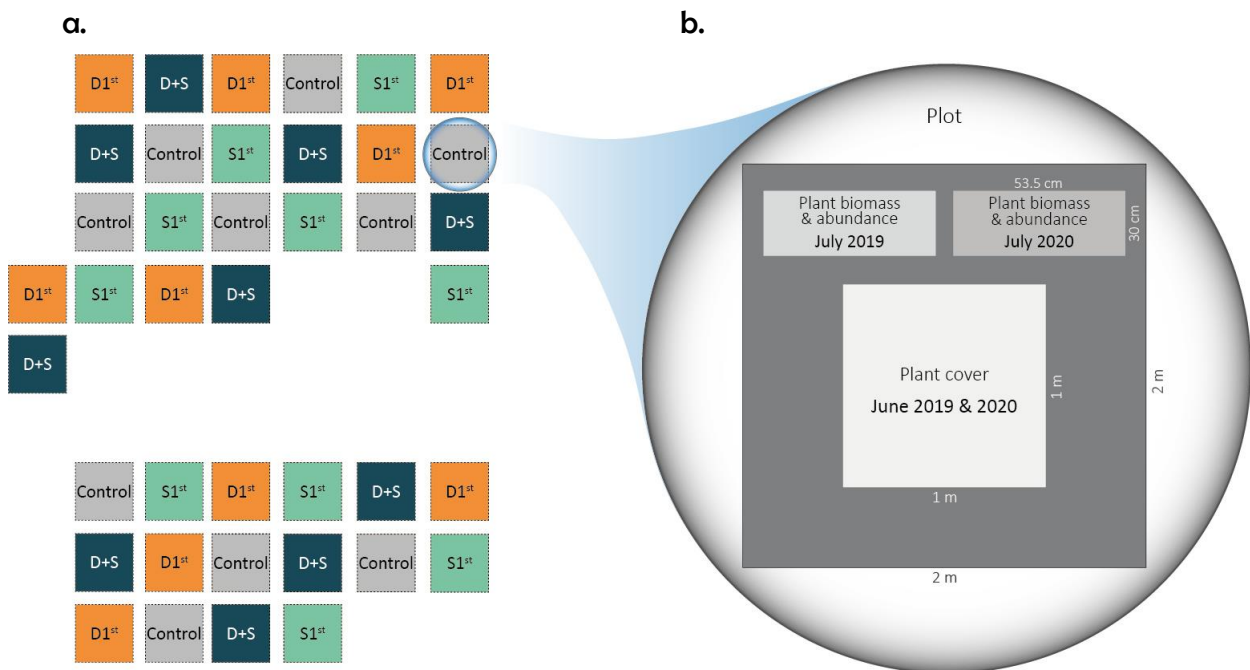 a.
D1ˢᵗ D+S D1ˢᵗ Control S1ˢᵗ D1ˢᵗ
D+S Control S1ˢᵗ D+S D1ˢᵗ Control
Control S1ˢᵗ Control S1ˢᵗ Control D+S
D1ˢᵗ S1ˢᵗ D1ˢᵗ D+S S1ˢᵗ
D+S
Control S1ˢᵗ D1ˢᵗ S1ˢᵗ D+S D1ˢᵗ
D+S D1ˢᵗ Control D+S Control S1ˢᵗ
D1ˢᵗ Control D+S S1ˢᵗ
b.
Plot
53.5 cm
Plant biomass
& abundance
July 2019
Plant biomass
& abundance
July 2020
30 cm
Plant cover
June 2019 & 2020
1 m
1 m
2 m
2 m